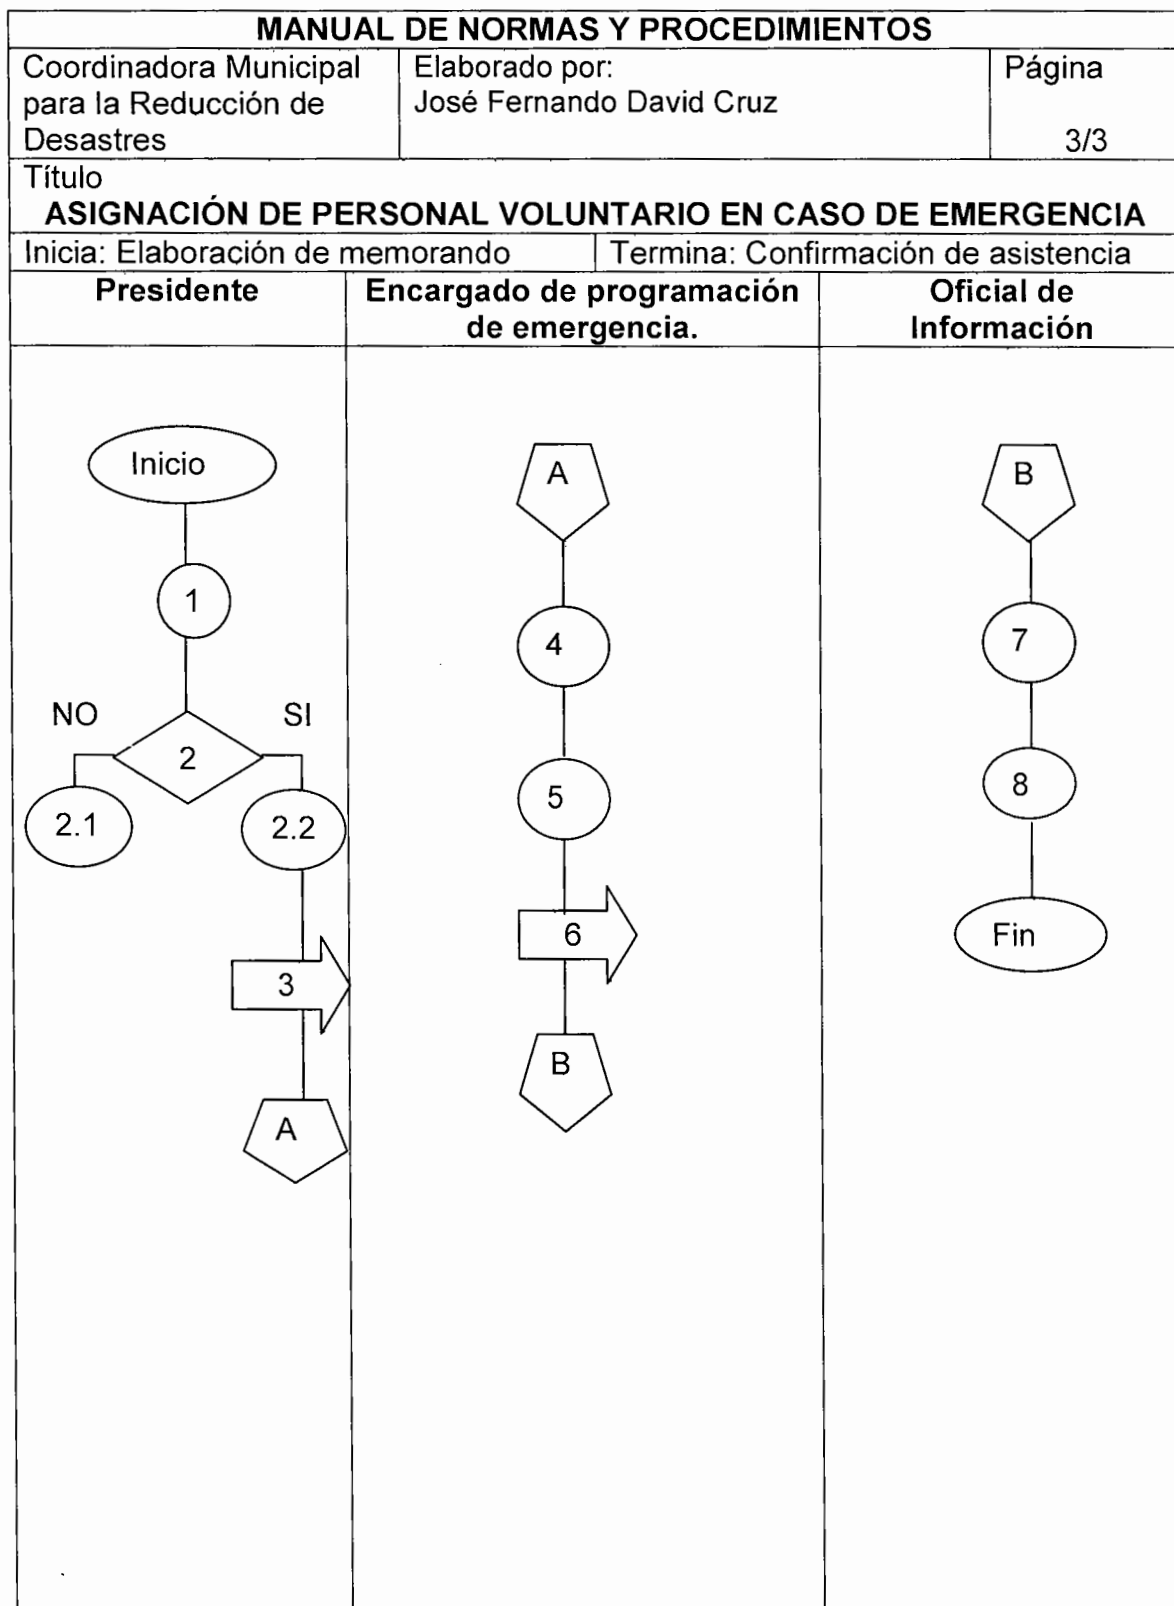 MANUAL DE NORMAS Y PROCEDIMIENTOS
Coordinadora Municipal
para la Reducción de
Desastres
Elaborado por:
José Fernando David Cruz
Página
3/3
Título
ASIGNACIÓN DE PERSONAL VOLUNTARIO EN CASO DE EMERGENCIA
Inicia: Elaboración de memorando
Termina: Confirmación de asistencia
Presidente
Encargado de programación
de emergencia.
Oficial de
Información
Inicio
1
NO
SI
2
2.1
2.2
3
A
A
4
5
6
B
B
7
8
Fin